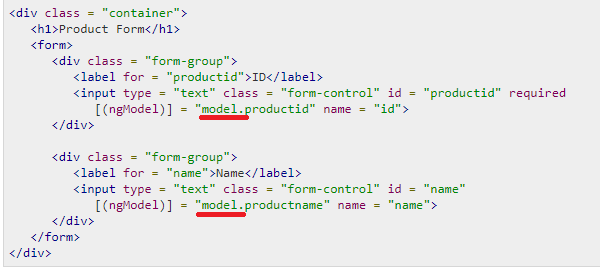 <div class = "container">
<h1>Product Form</h1>
<form>
<div class = "form-group">
<label for = "productid">ID</label>
<input type = "text" class = "form-control" id = "productid" required
[(ngModel)] = "model.productid" name = "id">
</div>
<div class = "form-group">
<label for = "name">Name</label>
<input type = "text" class = "form-control" id = "name"
[(ngModel)] = "model.productname" name = "name">
</div>
</form>
</div>